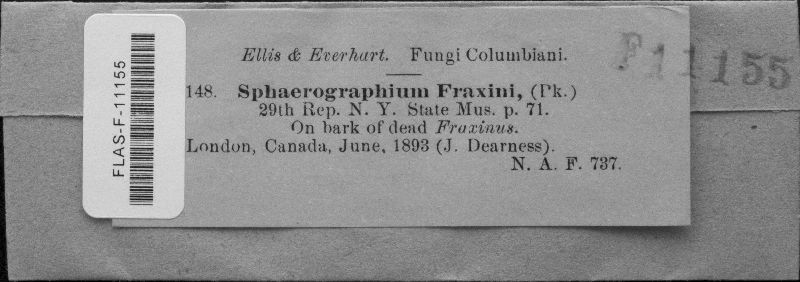 Ellis & Everhart. Fungi Columbiani.
F11155
148. Sphaerographium Fraxini, (Pk.)
29th Rep. N. Y. State Mus. p. 71.
On bark of dead Fraxinus.
London, Canada, June, 1893 (J. Dearness).
N. A. F. 737.
FLAS-F-11155